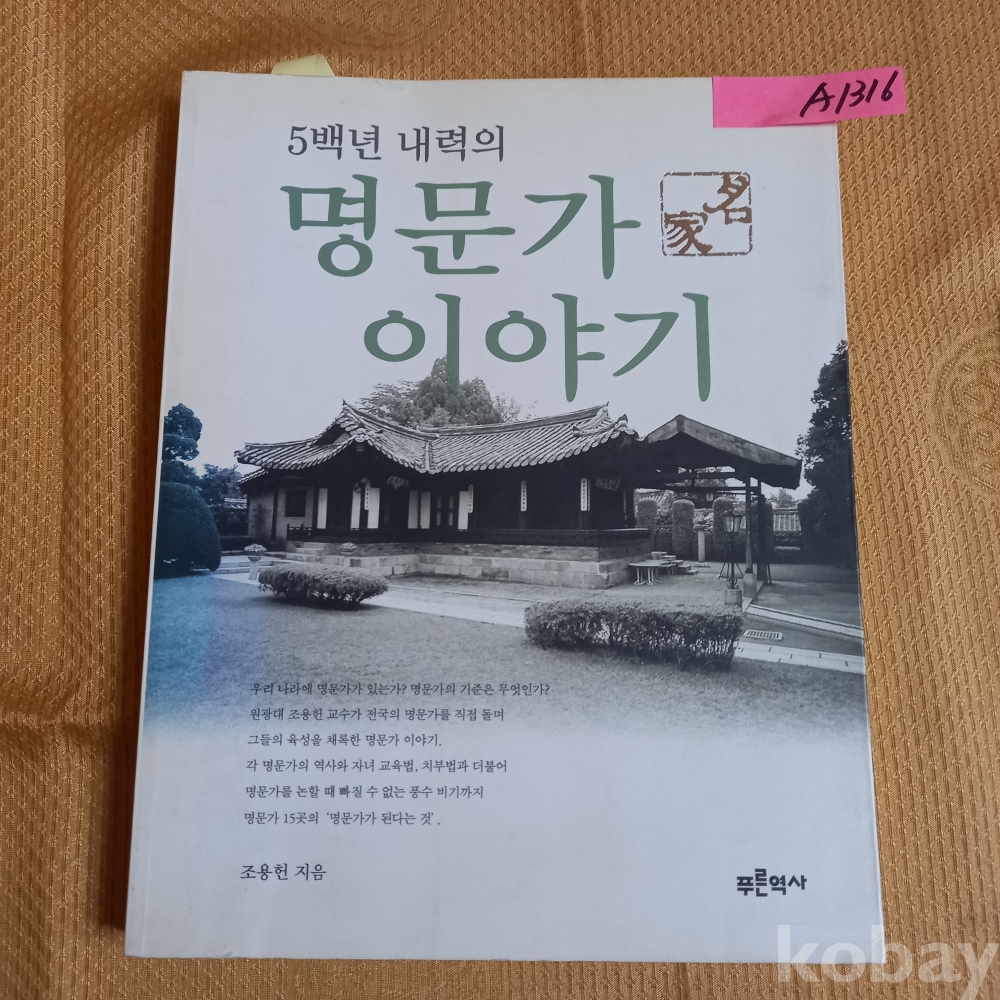 A1316
5백년 내력의
명문가
名家
이야기
우리 나라에 명문가가 있는가? 명문가의 기준은 무엇인가?
원광대 조용헌 교수가 전국의 명문가를 직접 돌며
그들의 육성을 채록한 명문가 이야기.
각 명문가의 역사와 자녀 교육법, 치부법과 더불어
명문가를 논할 때 빠질 수 없는 풍수 비기까지
명문가 15곳의 ‘명문가가 된다는 것’.
조용헌 지음
푸른역사
kobay